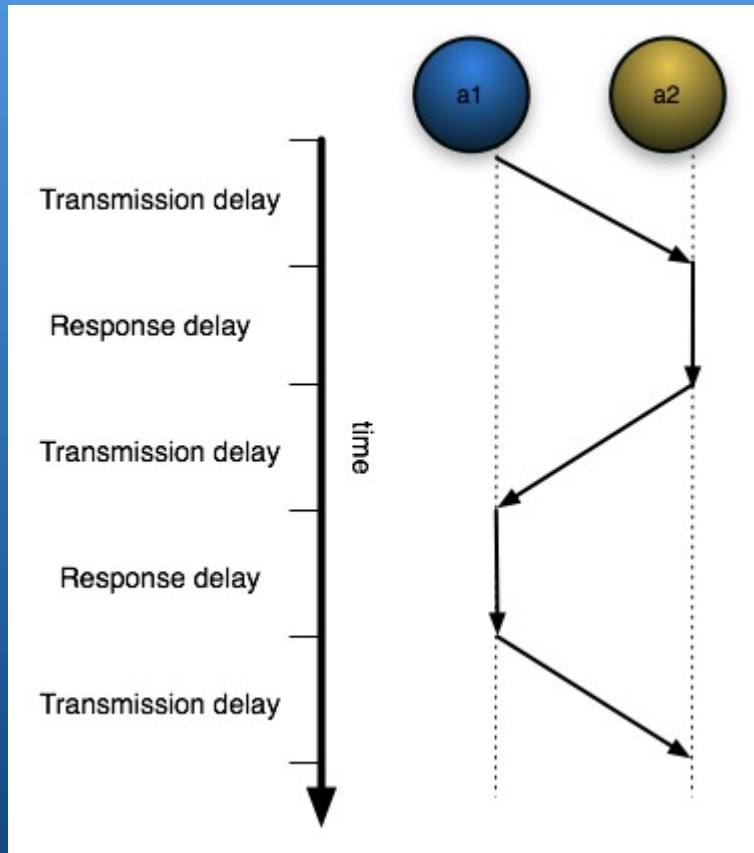 a1
a2
Transmission delay
Response delay
time
Transmission delay
Response delay
Transmission delay